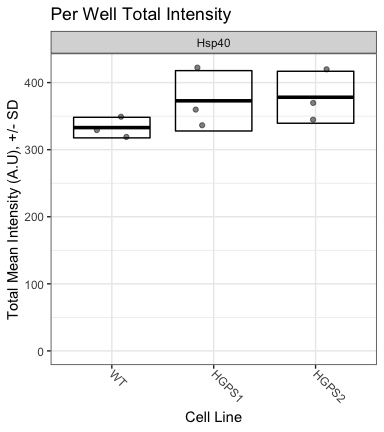 Per Well Total Intensity
Hsp40
Total Mean Intensity (A.U), +/- SD
400
300
200
100
0
WT
HGPS1
HGPS2
Cell Line